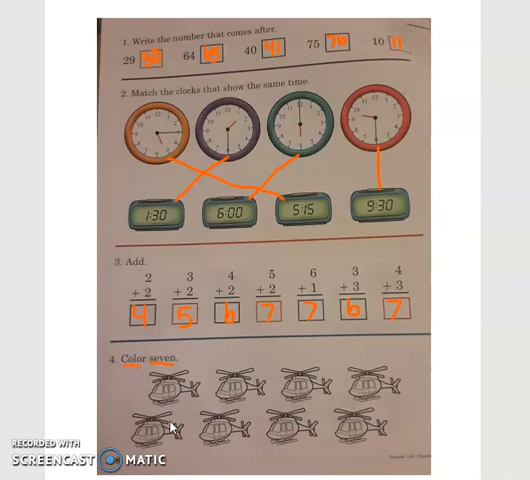 1. Write the number that comes after.
29 30 64 65 40 41 75 76 10 11
2. Match the clocks that show the same time.
1:30 6:00 5:15 9:30
3. Add.
2 3 4 5 6 3 4
+ 2 + 2 + 2 + 2 + 1 + 3 + 3
4 5 6 7 7 6 7
4. Color seven.
RECORDED WITH
SCREENCAST MATIC